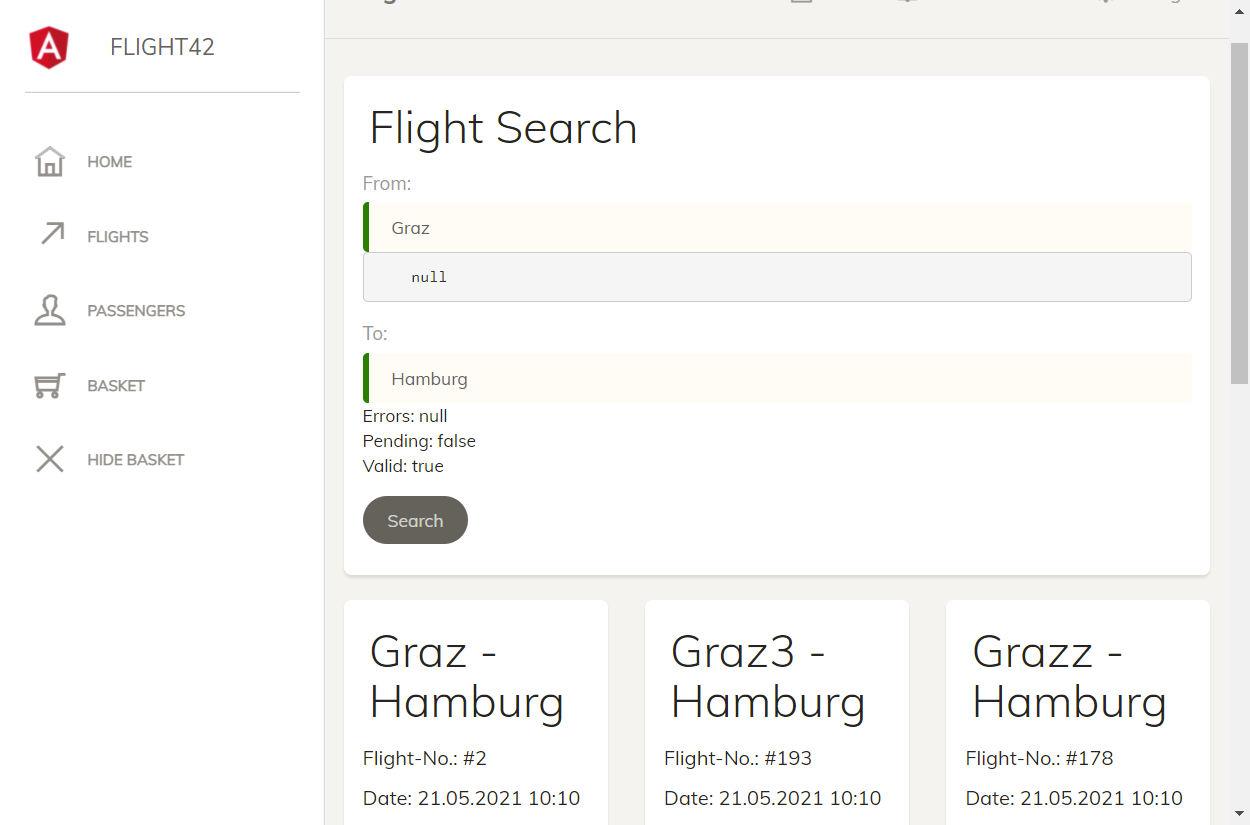 FLIGHT42
HOME
FLIGHTS
PASSENGERS
BASKET
HIDE BASKET
Flight Search
From:
Graz
null
To:
Hamburg
Errors: null
Pending: false
Valid: true
Search
Graz -
Hamburg
Flight-No.: #2
Date: 21.05.2021 10:10
Graz3 -
Hamburg
Flight-No.: #193
Date: 21.05.2021 10:10
Grazz -
Hamburg
Flight-No.: #178
Date: 21.05.2021 10:10